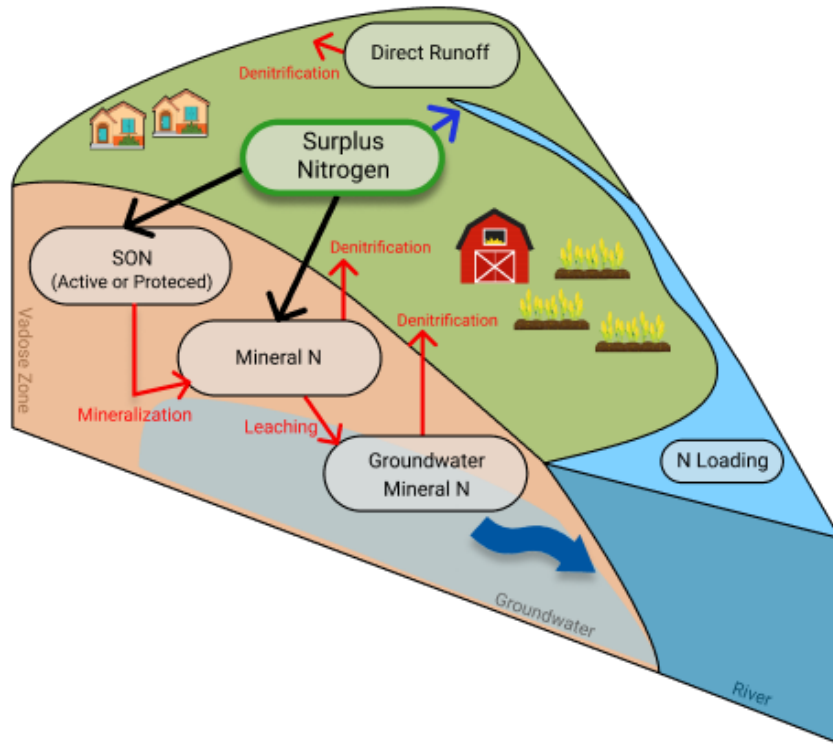 Direct Runoff
Denitrification
Surplus
Nitrogen
SON
(Active or Proteced)
Denitrification
Vadose Zone
Mineral N
Denitrification
Mineralization
Leaching
Groundwater
Mineral N
N Loading
Groundwater
River